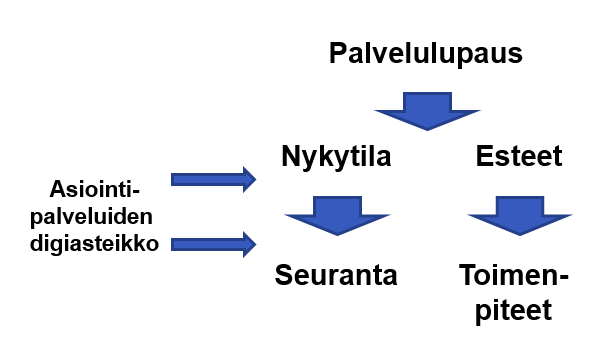 Palvelulupaus
Nykytila
Esteet
Asiointi-
palveluiden
digiasteikko
Seuranta
Toimen-
piteet